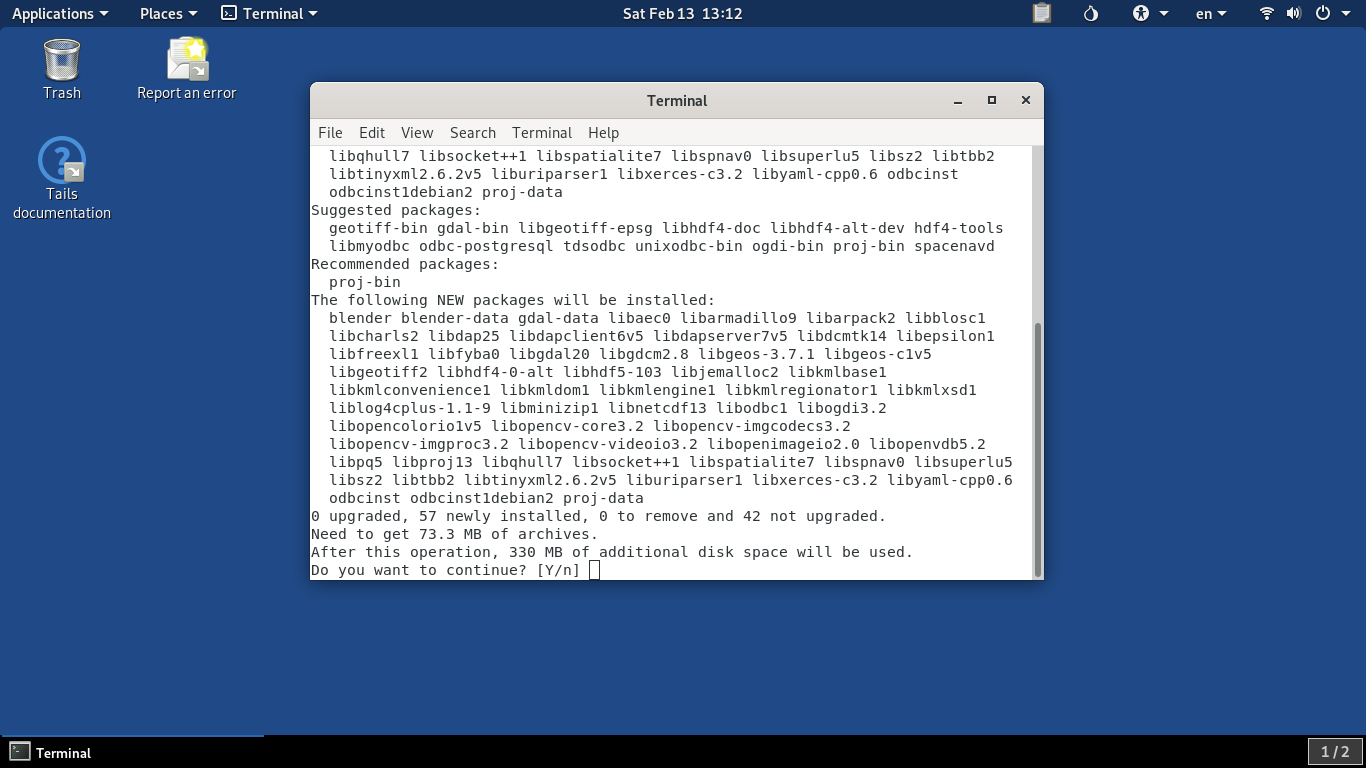 Applications Places Terminal Sat Feb 13 13:12 en
Trash
Report an error
Tails
documentation
Terminal
File Edit View Search Terminal Help
libqhull7 libsocket++1 libspatialite7 libspnav0 libsuperlu5 libsz2 libtbb2
libtinyxml2.6.2v5 liburiparser1 libxerces-c3.2 libyaml-cpp0.6 odbcinst
odbcinst1debian2 proj-data
Suggested packages:
geotiff-bin gdal-bin libgeotiff-epsg libhdf4-doc libhdf4-alt-dev hdf4-tools
libmyodbc odbc-postgresql tdsodbc unixodbc-bin ogdi-bin proj-bin spacenavd
Recommended packages:
proj-bin
The following NEW packages will be installed:
blender blender-data gdal-data libaec0 libarmadillo9 libarpack2 libblosc1
libcharls2 libdap25 libdapclient6v5 libdapserver7v5 libdcmtk14 libepsilon1
libfreexl1 libfyba0 libgdal20 libgdcm2.8 libgeos-3.7.1 libgeos-c1v5
libgeotiff2 libhdf4-0-alt libhdf5-103 libjemalloc2 libkmlbase1
libkmlconvenience1 libkmldom1 libkmlengine1 libkmlregionator1 libkmlxsd1
liblog4cplus-1.1-9 libminizip1 libnetcdf13 libodbc1 libogdi3.2
libopencolorio1v5 libopencv-core3.2 libopencv-imgcodecs3.2
libopencv-imgproc3.2 libopencv-videoio3.2 libopenimageio2.0 libopenvdb5.2
libpq5 libproj13 libqhull7 libsocket++1 libspatialite7 libspnav0 libsuperlu5
libsz2 libtbb2 libtinyxml2.6.2v5 liburiparser1 libxerces-c3.2 libyaml-cpp0.6
odbcinst odbcinst1debian2 proj-data
0 upgraded, 57 newly installed, 0 to remove and 42 not upgraded.
Need to get 73.3 MB of archives.
After this operation, 330 MB of additional disk space will be used.
Do you want to continue? [Y/n]
Terminal
1 / 2